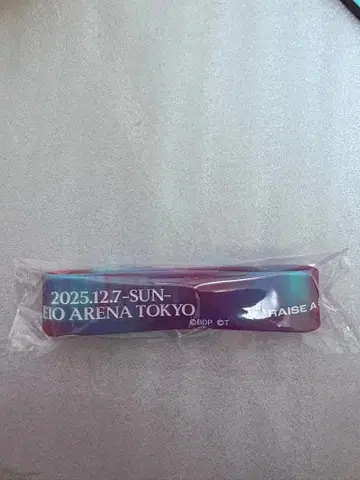 2025.12.7-SUN-
EIO ARENA TOKYO
©BDP ©T
RAISE A